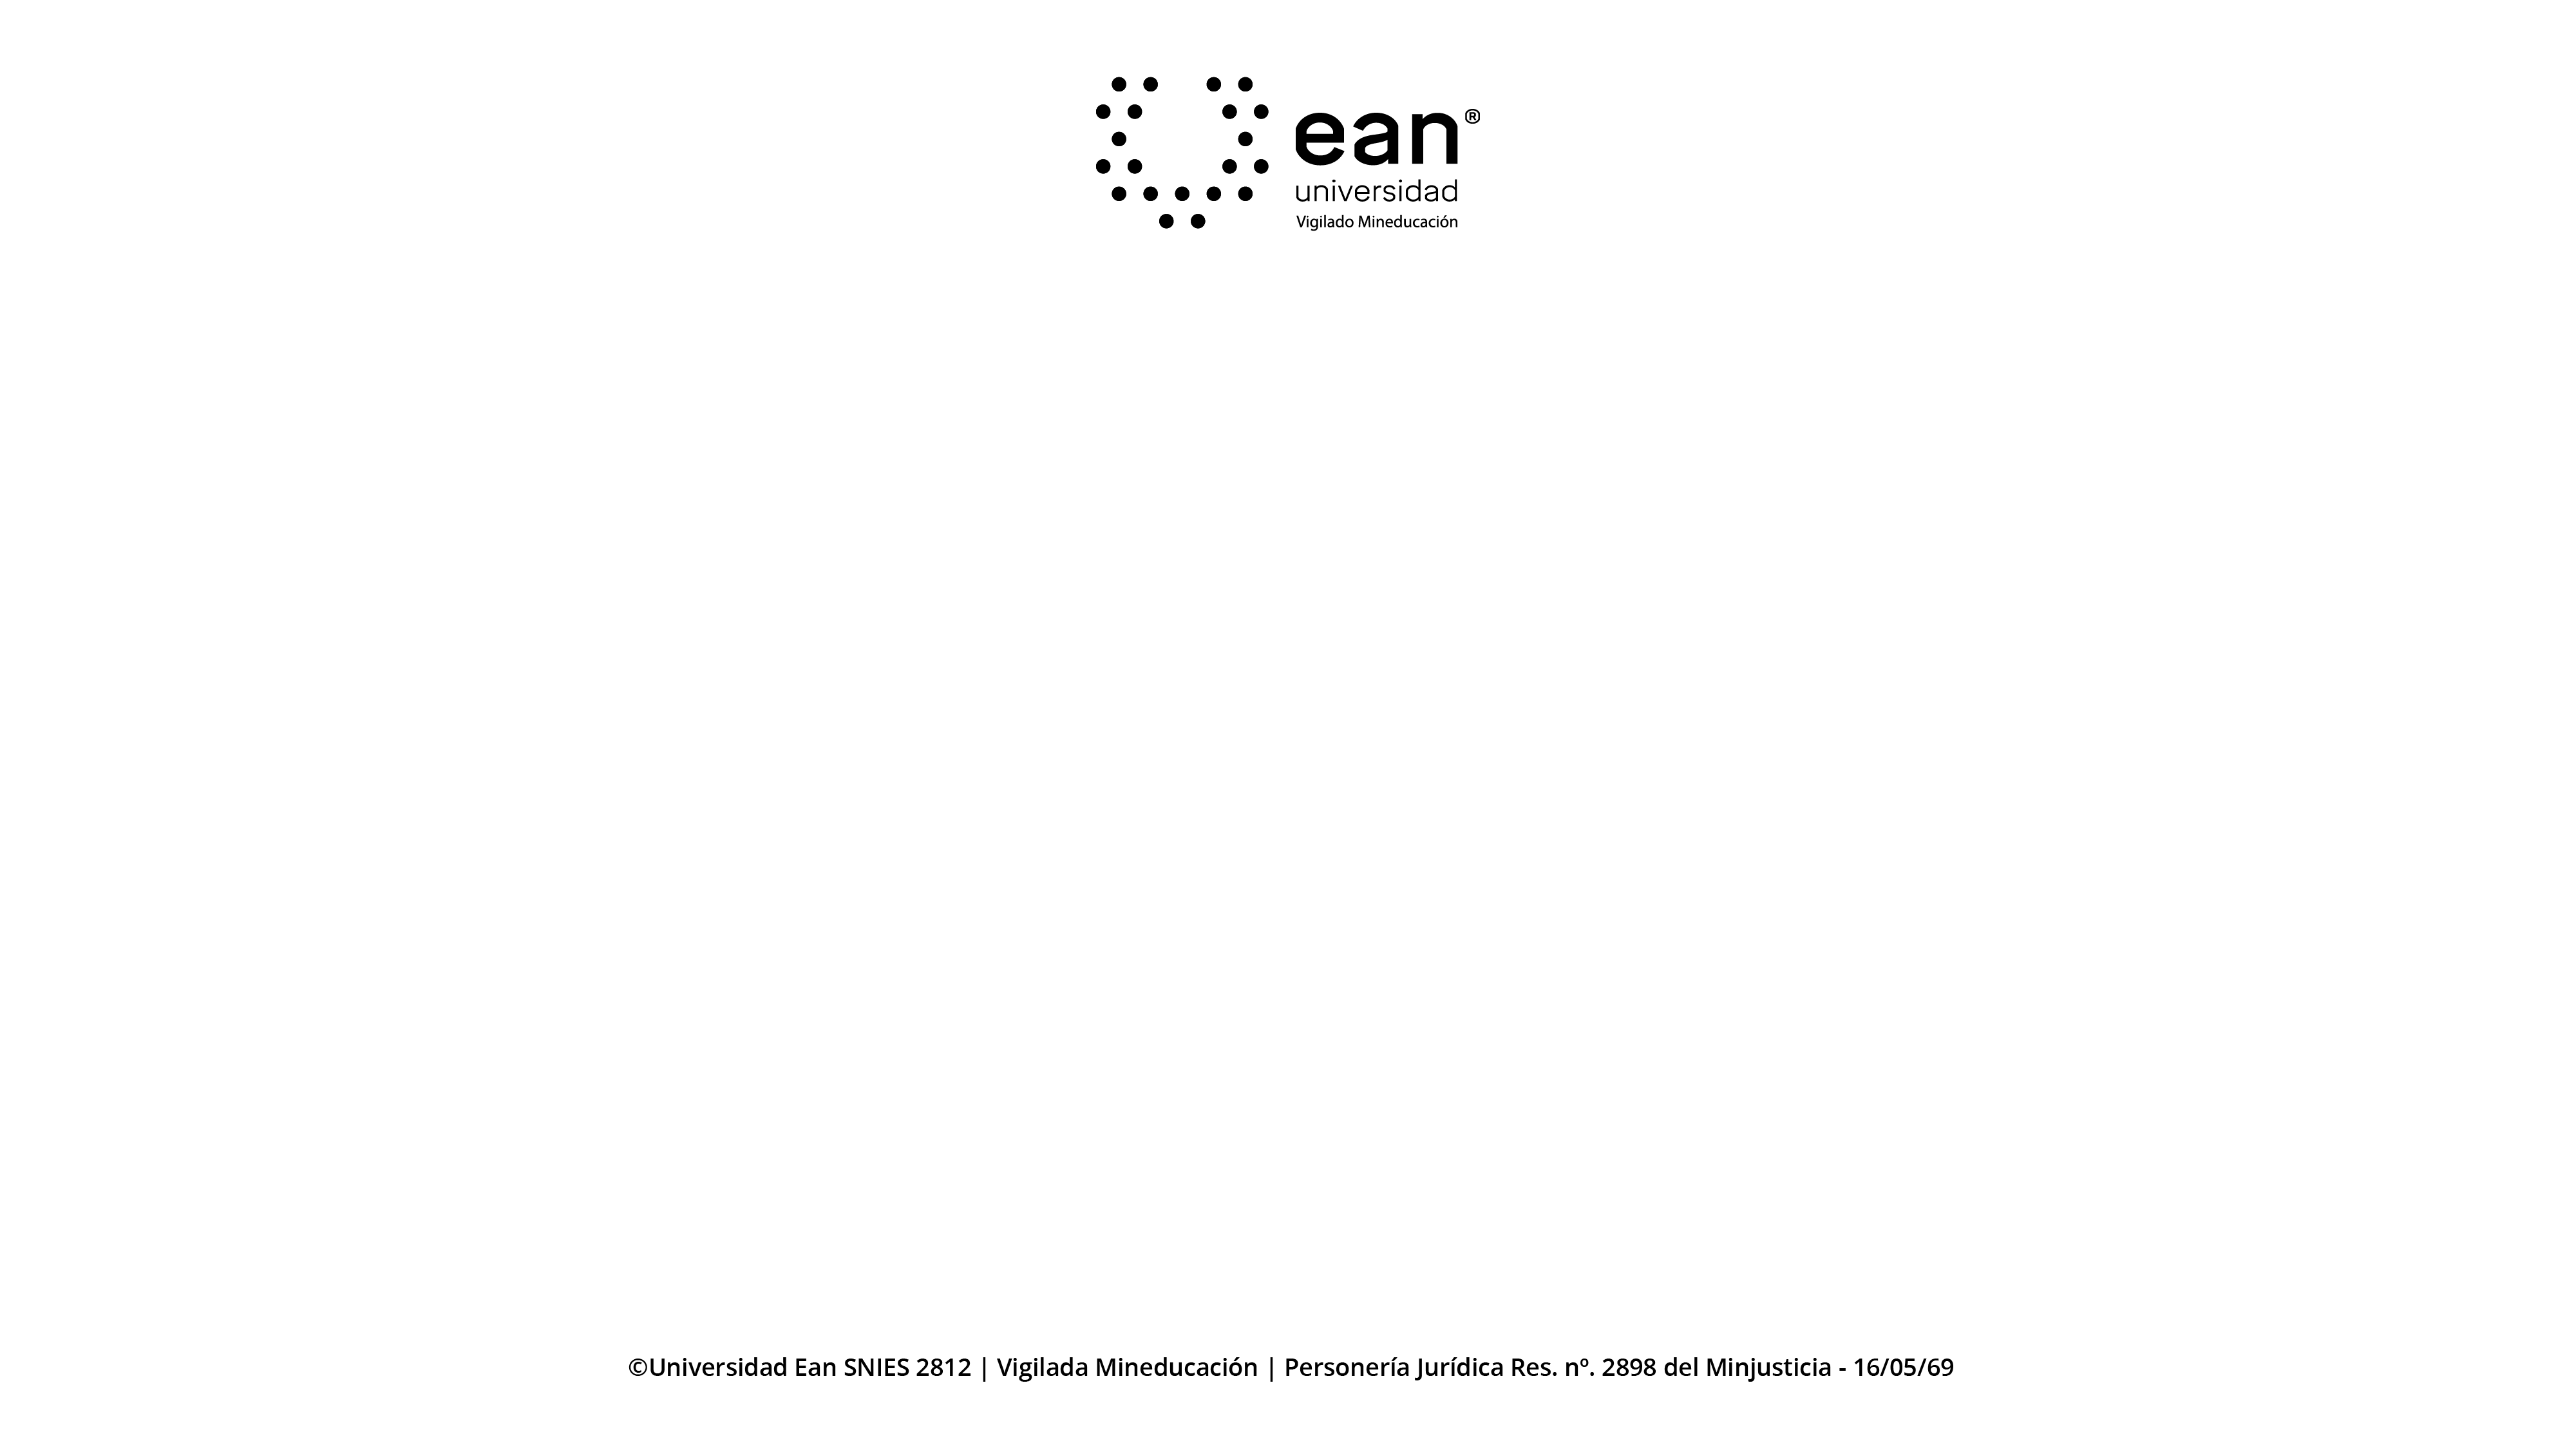 ean®
universidad
Vigilado Mineducación
©Universidad Ean SNIES 2812 | Vigilada Mineducación | Personería Jurídica Res. nº. 2898 del Minjusticia - 16/05/69